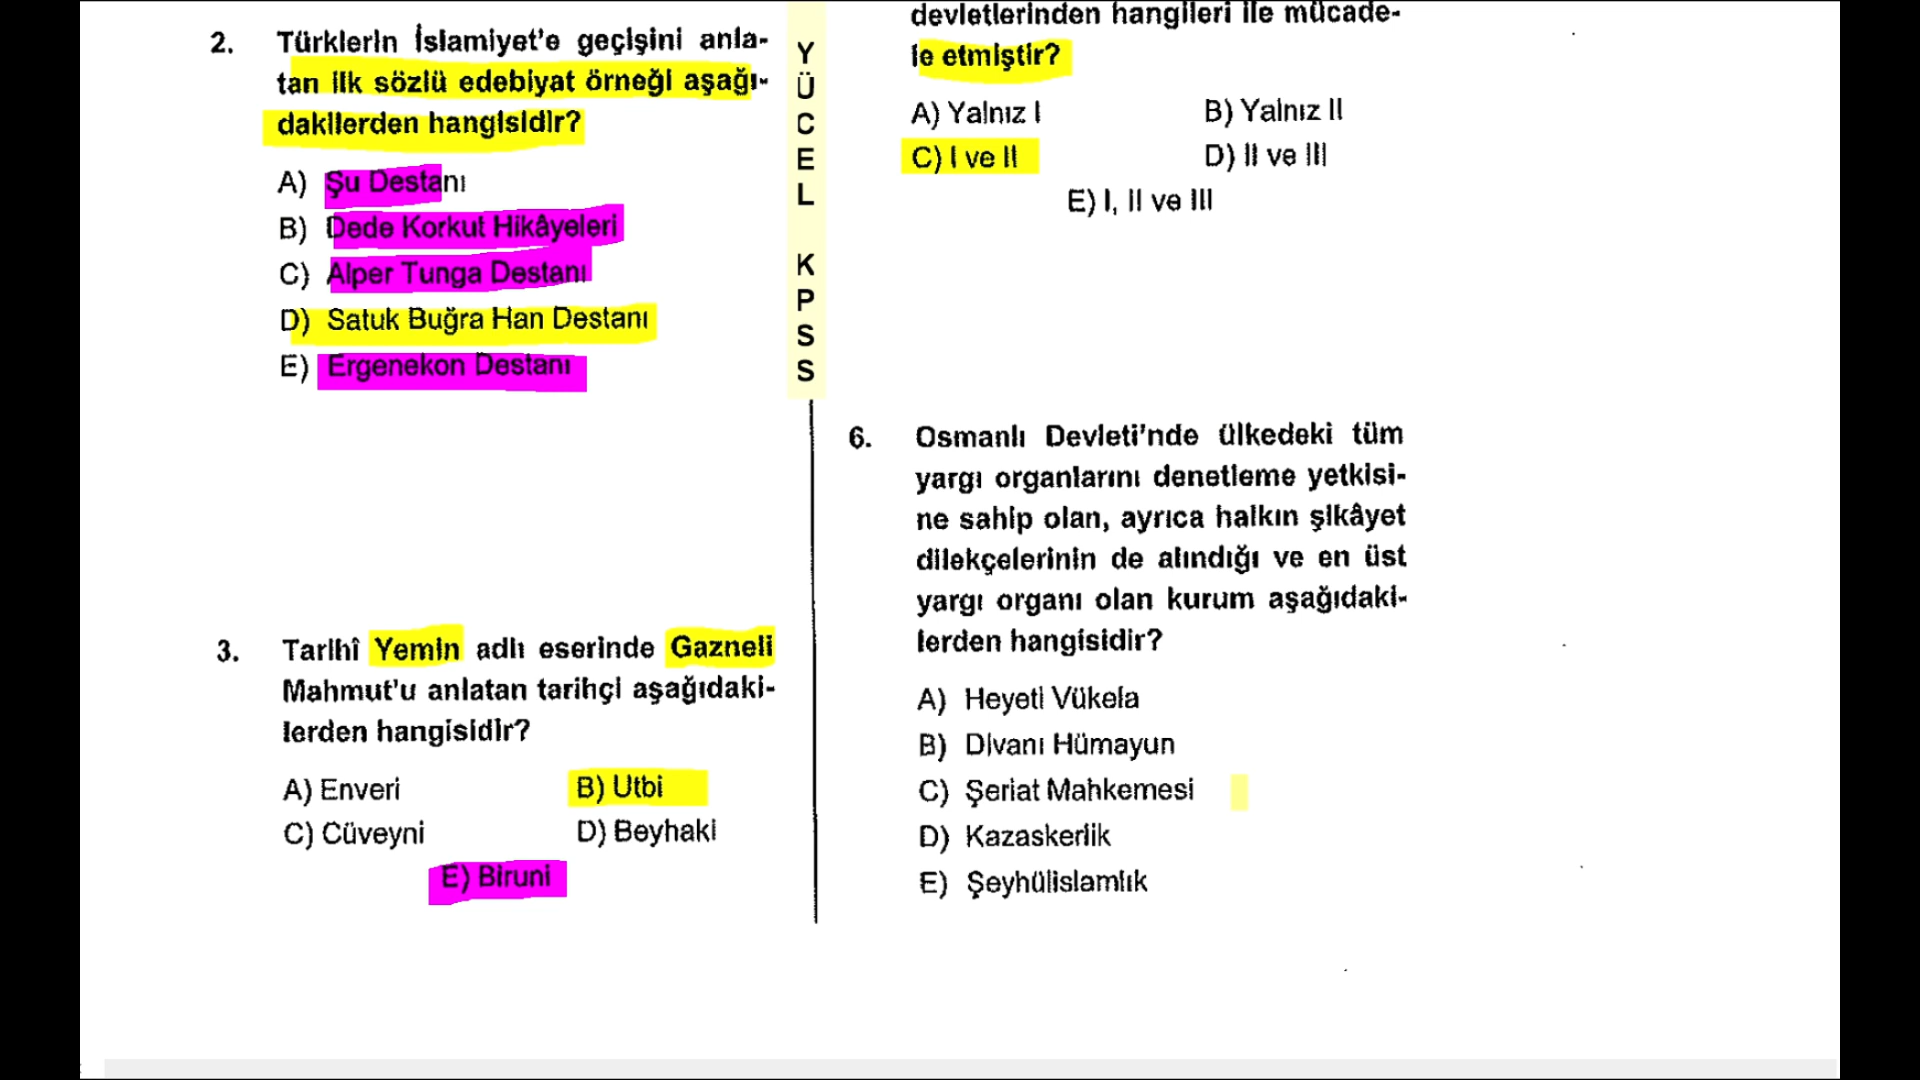 2. Türklerin İslamiyet'e geçişini anla-
tan ilk sözlü edebiyat örneği aşağı-
dakilerden hangisidir?
A) Şu Destanı
B) Dede Korkut Hikâyeleri
C) Alper Tunga Destanı
D) Satuk Buğra Han Destanı
E) Ergenekon Destanı
3. Tarihî Yemin adlı eserinde Gazneli
Mahmut'u anlatan tarihçi aşağıdaki-
lerden hangisidir?
A) Enveri B) Utbi
C) Cüveyni D) Beyhaki
E) Biruni
YÜCEL KPSS
devletlerinden hangileri ile mücade-
le etmiştir?
A) Yalnız I B) Yalnız II
C) I ve II D) II ve III
E) I, II ve III
6. Osmanlı Devleti'nde ülkedeki tüm
yargı organlarını denetleme yetkisi-
ne sahip olan, ayrıca halkın şikâyet
dilekçelerinin de alındığı ve en üst
yargı organı olan kurum aşağıdaki-
lerden hangisidir?
A) Heyeti Vükela
B) Divanı Hümayun
C) Şeriat Mahkemesi
D) Kazaskerlik
E) Şeyhülislamlık